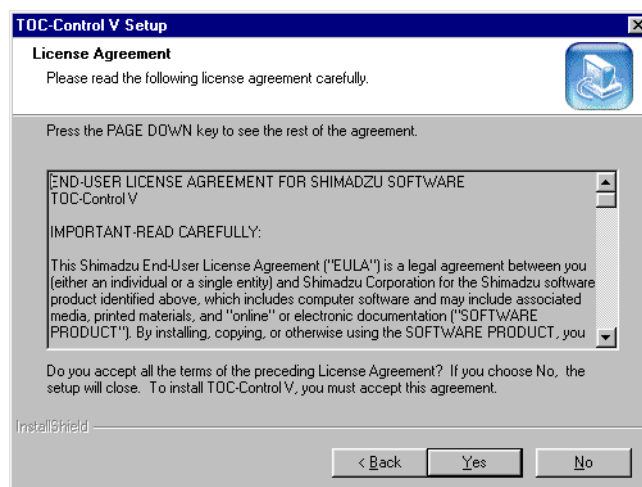 TOC-Control V Setup
License Agreement
Please read the following license agreement carefully.
Press the PAGE DOWN key to see the rest of the agreement.
END-USER LICENSE AGREEMENT FOR SHIMADZU SOFTWARE
TOC-Control V
IMPORTANT-READ CAREFULLY:
This Shimadzu End-User License Agreement ("EULA") is a legal agreement between you
(either an individual or a single entity) and Shimadzu Corporation for the Shimadzu software
product identified above, which includes computer software and may include associated
media, printed materials, and "online" or electronic documentation ("SOFTWARE
PRODUCT"). By installing, copying, or otherwise using the SOFTWARE PRODUCT, you
Do you accept all the terms of the preceding License Agreement? If you choose No, the
setup will close. To install TOC-Control V, you must accept this agreement.
InstallShield
< Back Yes No